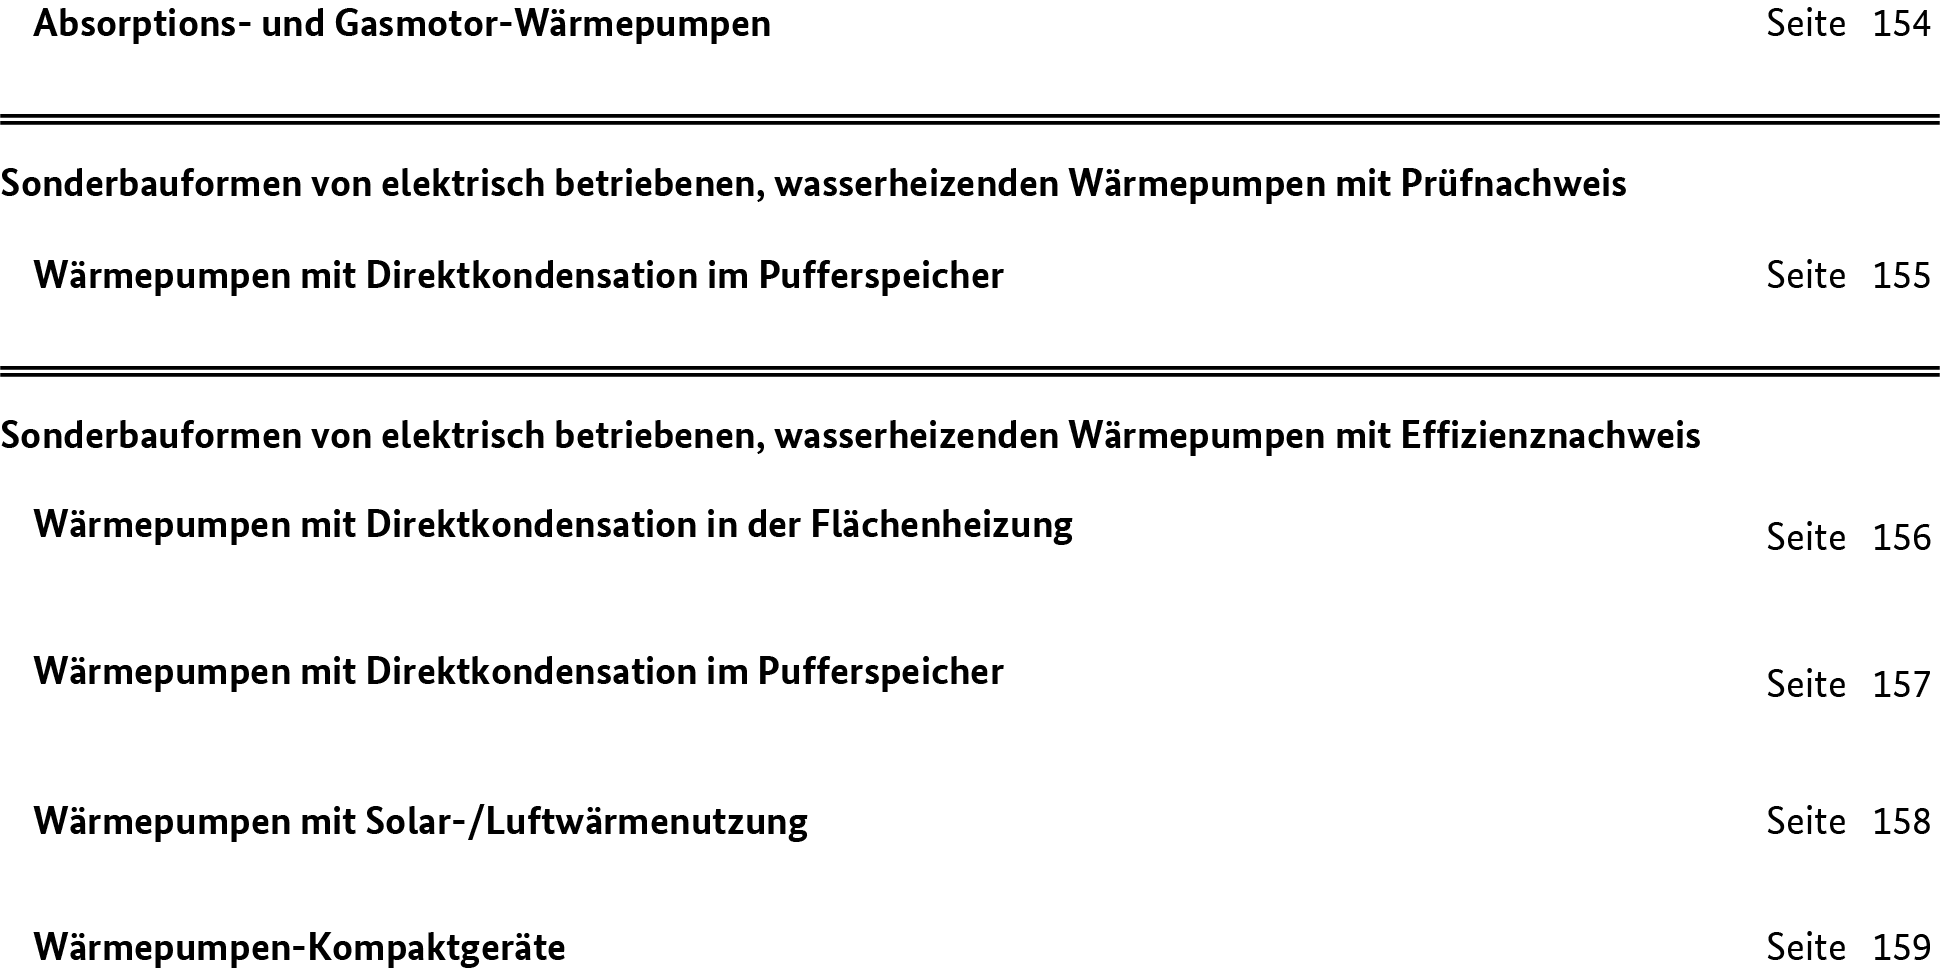 Absorptions- und Gasmotor-Wärmepumpen Seite 154
Sonderbauformen von elektrisch betriebenen, wasserheizenden Wärmepumpen mit Prüfnachweis
Wärmepumpen mit Direktkondensation im Pufferspeicher Seite 155
Sonderbauformen von elektrisch betriebenen, wasserheizenden Wärmepumpen mit Effizienznachweis
Wärmepumpen mit Direktkondensation in der Flächenheizung Seite 156
Wärmepumpen mit Direktkondensation im Pufferspeicher Seite 157
Wärmepumpen mit Solar-/Luftwärmenutzung Seite 158
Wärmepumpen-Kompaktgeräte Seite 159